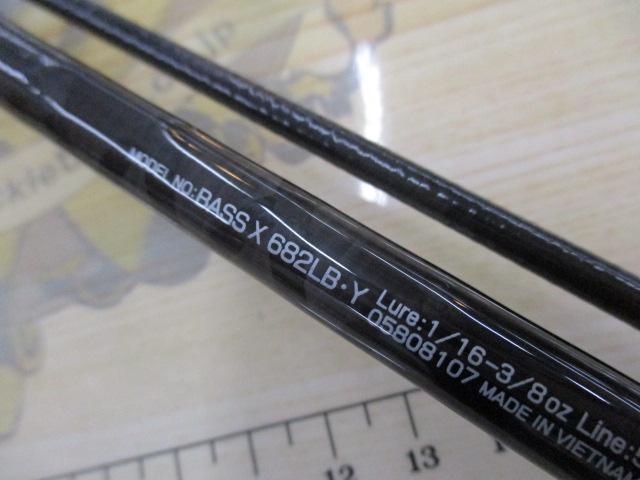 MODEL NO:BASS X 682LB·Y
Lure:1/16-3/8oz Line:
05808107 MADE IN VIETNAM
12 13